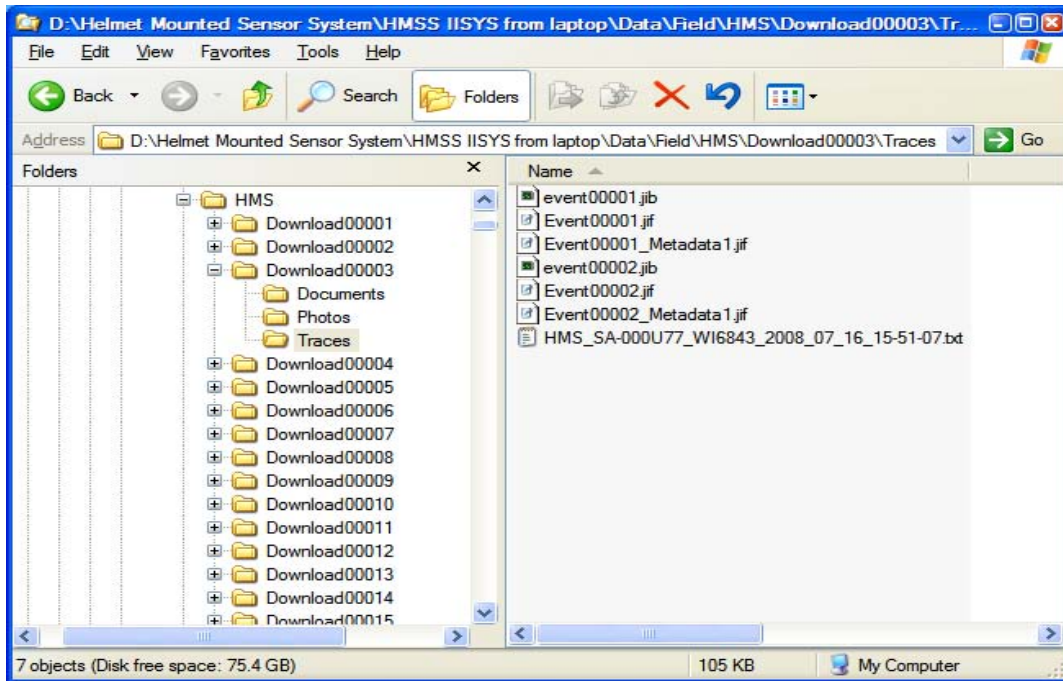 D:\Helmet Mounted Sensor System\HMSS IISYS from laptop\Data\Field\HMS\Download00003\Tr...
File Edit View Favorites Tools Help
Back Search Folders
Address D:\Helmet Mounted Sensor System\HMSS IISYS from laptop\Data\Field\HMS\Download00003\Traces Go
Folders
HMS
Download00001
Download00002
Download00003
Documents
Photos
Traces
Download00004
Download00005
Download00006
Download00007
Download00008
Download00009
Download00010
Download00011
Download00012
Download00013
Download00014
Download00015
Name
event00001.jib
Event00001.jif
Event00001_Metadata1.jif
event00002.jib
Event00002.jif
Event00002_Metadata1.jif
HMS_SA-000U77_WI6843_2008_07_16_15-51-07.txt
7 objects (Disk free space: 75.4 GB) 105 KB My Computer